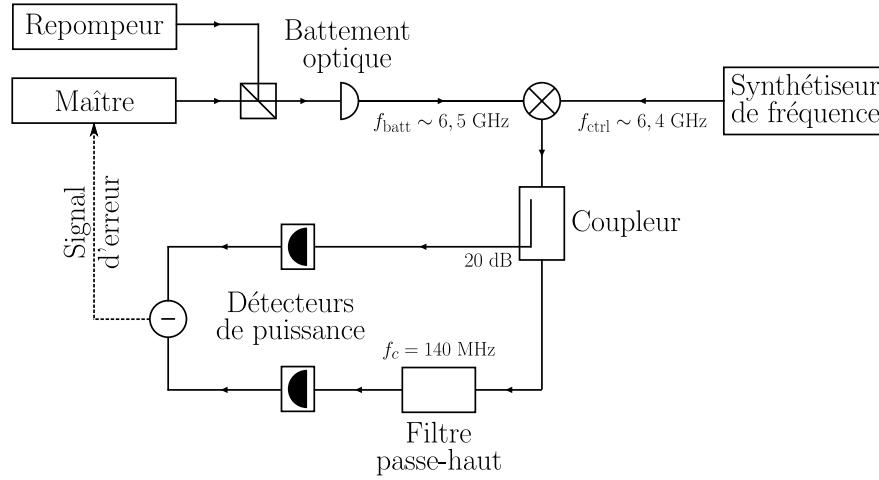 Repompeur
Battement
optique
Maître
Synthétiseur
de fréquence
f_batt ∼ 6,5 GHz
f_ctrl ∼ 6,4 GHz
Coupleur
20 dB
Signal
d'erreur
Détecteurs
de puissance
−
f_c = 140 MHz
Filtre
passe-haut